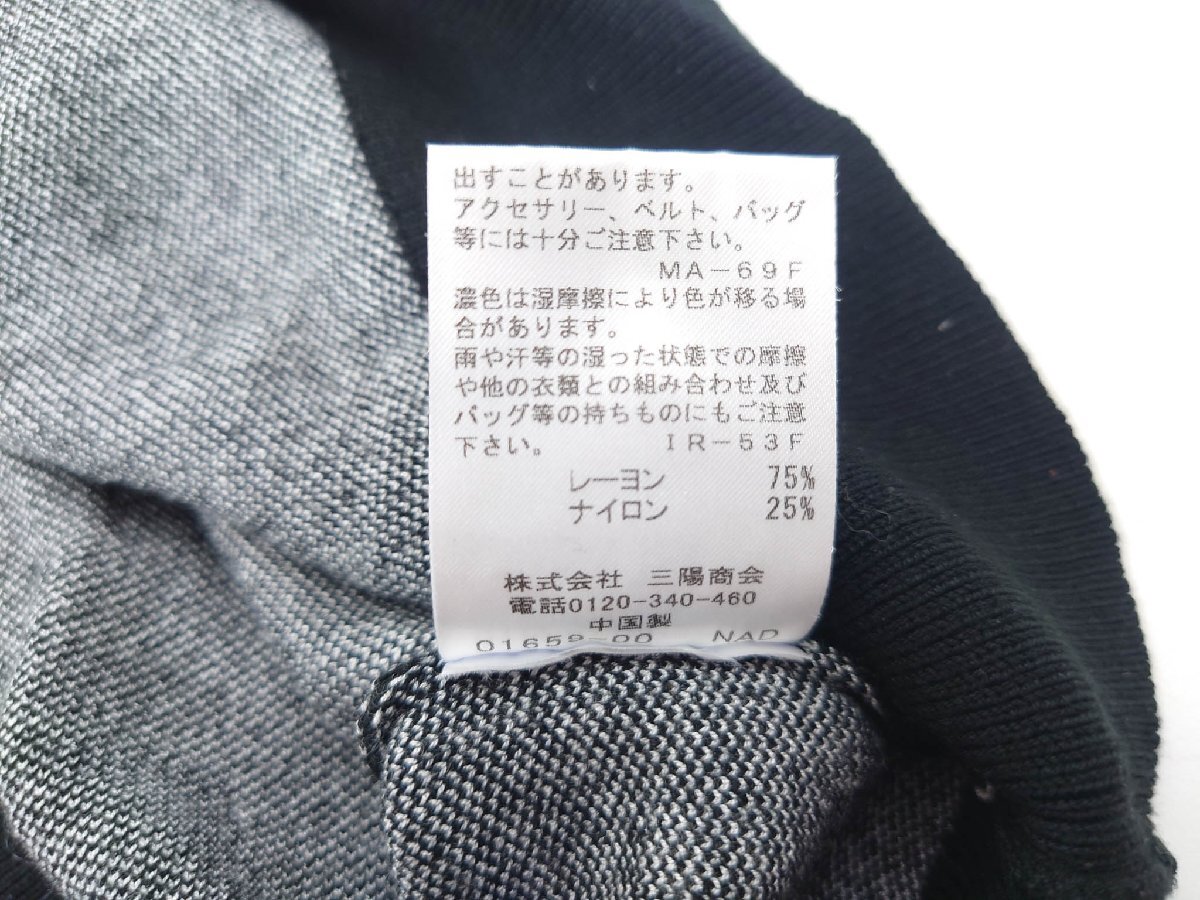 出すことがあります。
アクセサリー、ベルト、バッグ
等には十分ご注意下さい。
MA-69F
濃色は湿摩擦により色が移る場
合があります。
雨や汗等の湿った状態での摩擦
や他の衣類との組み合わせ及び
バッグ等の持ちものにもご注意
下さい。 IR-53F
レーヨン 75%
ナイロン 25%
株式会社 三陽商会
電話0120-340-460
中国製
01659-00 NAP